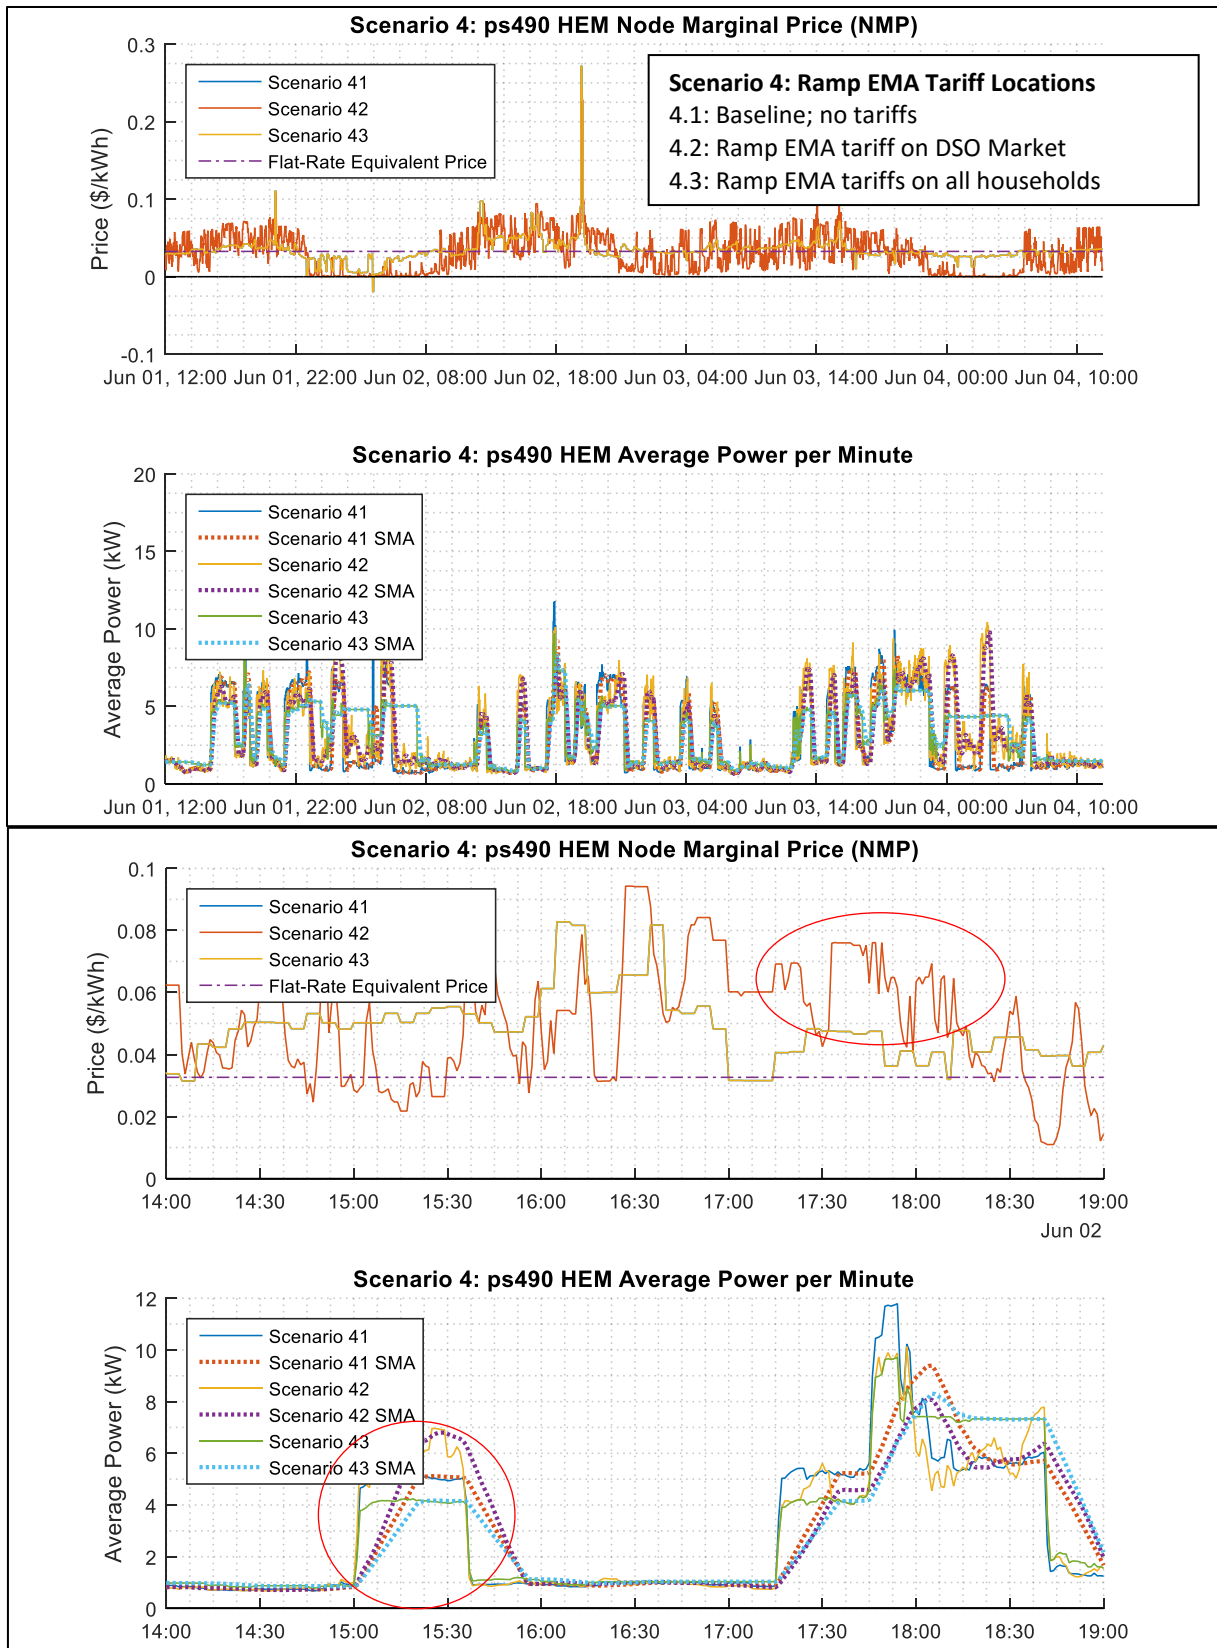 Scenario 4: ps490 HEM Node Marginal Price (NMP)
0.3
0.2
0.1
0
-0.1
Price ($/kWh)
Scenario 41
Scenario 42
Scenario 43
Flat-Rate Equivalent Price
Scenario 4: Ramp EMA Tariff Locations
4.1: Baseline; no tariffs
4.2: Ramp EMA tariff on DSO Market
4.3: Ramp EMA tariffs on all households
Jun 01, 12:00 Jun 01, 22:00 Jun 02, 08:00 Jun 02, 18:00 Jun 03, 04:00 Jun 03, 14:00 Jun 04, 00:00 Jun 04, 10:00
Scenario 4: ps490 HEM Average Power per Minute
20
15
10
5
0
Average Power (kW)
Scenario 41
Scenario 41 SMA
Scenario 42
Scenario 42 SMA
Scenario 43
Scenario 43 SMA
Jun 01, 12:00 Jun 01, 22:00 Jun 02, 08:00 Jun 02, 18:00 Jun 03, 04:00 Jun 03, 14:00 Jun 04, 00:00 Jun 04, 10:00
Scenario 4: ps490 HEM Node Marginal Price (NMP)
0.1
0.08
0.06
0.04
0.02
0
Price ($/kWh)
Scenario 41
Scenario 42
Scenario 43
Flat-Rate Equivalent Price
14:00 14:30 15:00 15:30 16:00 16:30 17:00 17:30 18:00 18:30 19:00
Jun 02
Scenario 4: ps490 HEM Average Power per Minute
12
10
8
6
4
2
0
Average Power (kW)
Scenario 41
Scenario 41 SMA
Scenario 42
Scenario 42 SMA
Scenario 43
Scenario 43 SMA
14:00 14:30 15:00 15:30 16:00 16:30 17:00 17:30 18:00 18:30 19:00